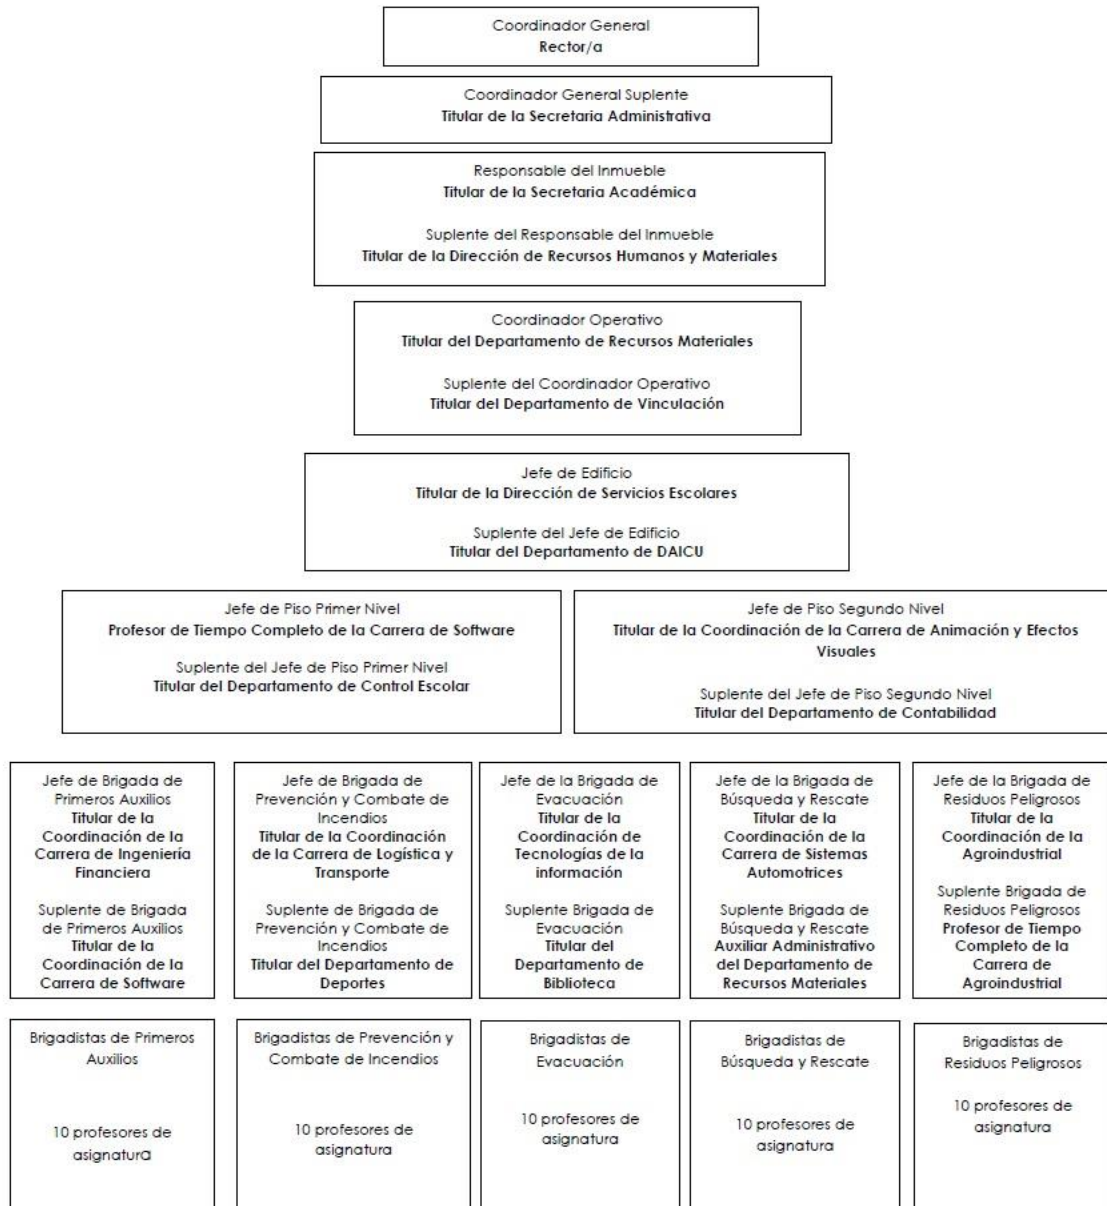 Coordinador General
Rector/a
Coordinador General Suplente
Titular de la Secretaria Administrativa
Responsable del Inmueble
Titular de la Secretaria Académica
Suplente del Responsable del Inmueble
Titular de la Dirección de Recursos Humanos y Materiales
Coordinador Operativo
Titular del Departamento de Recursos Materiales
Suplente del Coordinador Operativo
Titular del Departamento de Vinculación
Jefe de Edificio
Titular de la Dirección de Servicios Escolares
Suplente del Jefe de Edificio
Titular del Departamento de DAICU
Jefe de Piso Primer Nivel
Profesor de Tiempo Completo de la Carrera de Software
Suplente del Jefe de Piso Primer Nivel
Titular del Departamento de Control Escolar
Jefe de Piso Segundo Nivel
Titular de la Coordinación de la Carrera de Animación y Efectos
Visuales
Suplente del Jefe de Piso Segundo Nivel
Titular del Departamento de Contabilidad
Jefe de Brigada de
Primeros Auxilios
Titular de la
Coordinación de la
Carrera de Ingeniería
Financiera
Suplente de Brigada
de Primeros Auxilios
Titular de la
Coordinación de la
Carrera de Software
Jefe de Brigada de
Prevención y Combate de
Incendios
Titular de la Coordinación
de la Carrera de Logística y
Transporte
Suplente de Brigada de
Prevención y Combate de
Incendios
Titular del Departamento de
Deportes
Jefe de la Brigada de
Evacuación
Titular de la
Coordinación de
Tecnologías de la
información
Suplente Brigada de
Evacuación
Titular del
Departamento de
Biblioteca
Jefe de la Brigada de
Búsqueda y Rescate
Titular de la
Coordinación de la
Carrera de Sistemas
Automotrices
Suplente Brigada de
Búsqueda y Rescate
Auxiliar Administrativo
del Departamento de
Recursos Materiales
Jefe de la Brigada de
Residuos Peligrosos
Titular de la
Coordinación de la
Agroindustrial
Suplente Brigada de
Residuos Peligrosos
Profesor de Tiempo
Completo de la
Carrera de
Agroindustrial
Brigadistas de Primeros
Auxilios
10 profesores de
asignatura
Brigadistas de Prevención y
Combate de Incendios
10 profesores de
asignatura
Brigadistas de
Evacuación
10 profesores de
asignatura
Brigadistas de
Búsqueda y Rescate
10 profesores de
asignatura
Brigadistas de
Residuos Peligrosos
10 profesores de
asignatura